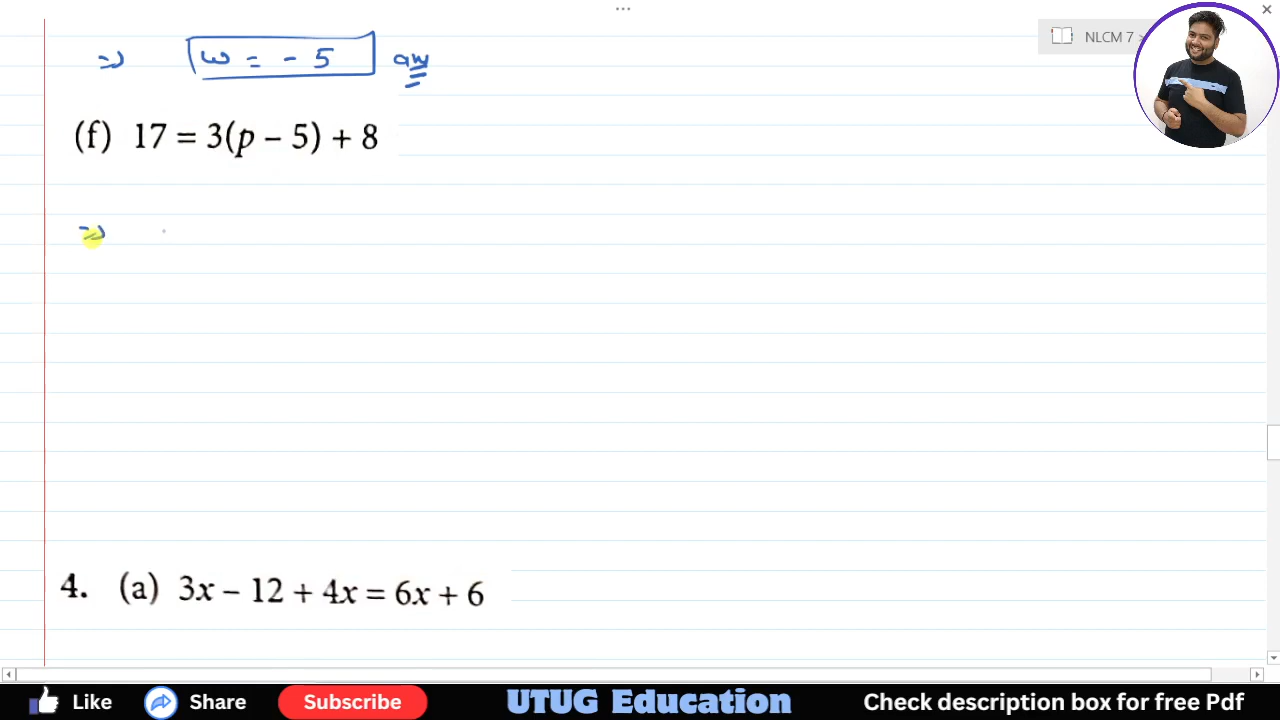 ⇒ w = - 5 ans
NLCM 7 >
(f) 17 = 3(p – 5) + 8
⇒
4. (a) 3x – 12 + 4x = 6x + 6
Like Share Subscribe UTUG Education Check description box for free Pdf